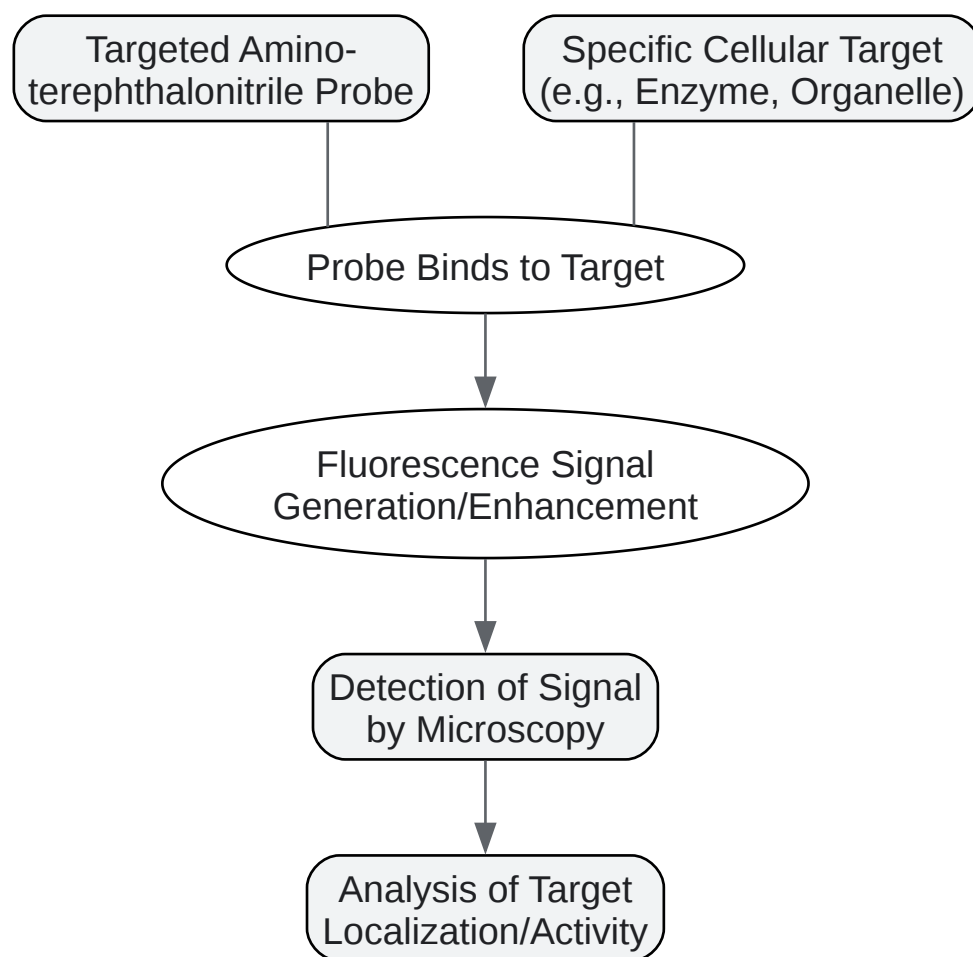 Targeted Amino-
terephthalonitrile Probe
Specific Cellular Target
(e.g., Enzyme, Organelle)
Probe Binds to Target
Fluorescence Signal
Generation/Enhancement
Detection of Signal
by Microscopy
Analysis of Target
Localization/Activity